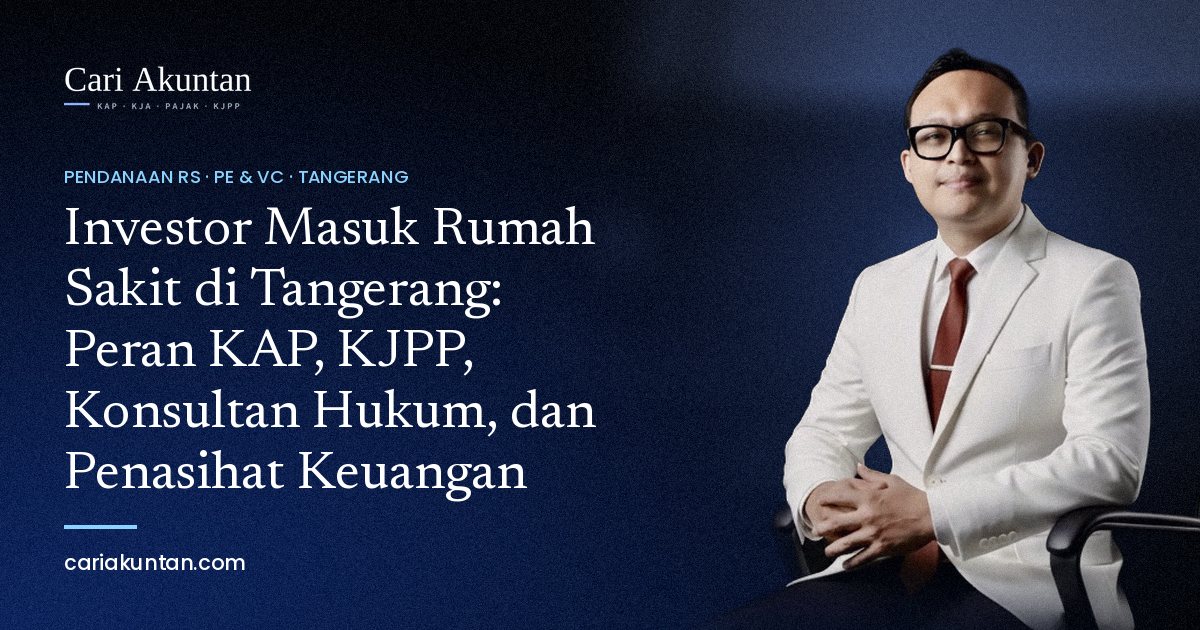 Cari Akuntan
KAP · KJA · PAJAK · KJPP
PENDANAAN RS · PE & VC · TANGERANG
Investor Masuk Rumah
Sakit di Tangerang:
Peran KAP, KJPP,
Konsultan Hukum, dan
Penasihat Keuangan
cariakuntan.com